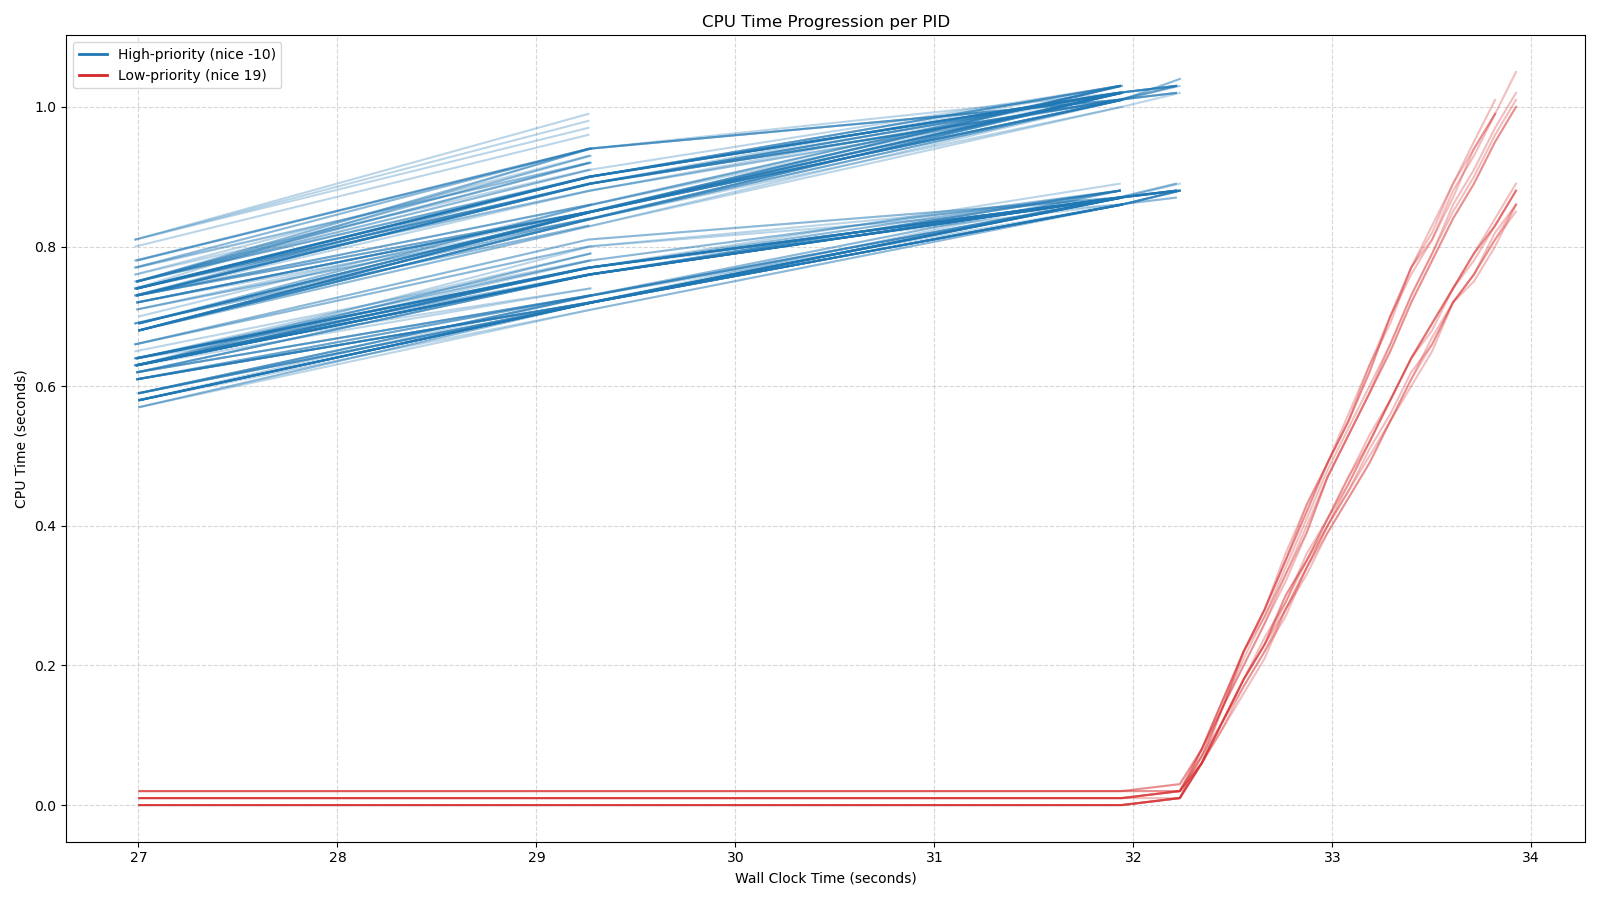 CPU Time Progression per PID
High-priority (nice -10)
Low-priority (nice 19)
CPU Time (seconds)
1.0
0.8
0.6
0.4
0.2
0.0
27 28 29 30 31 32 33 34
Wall Clock Time (seconds)